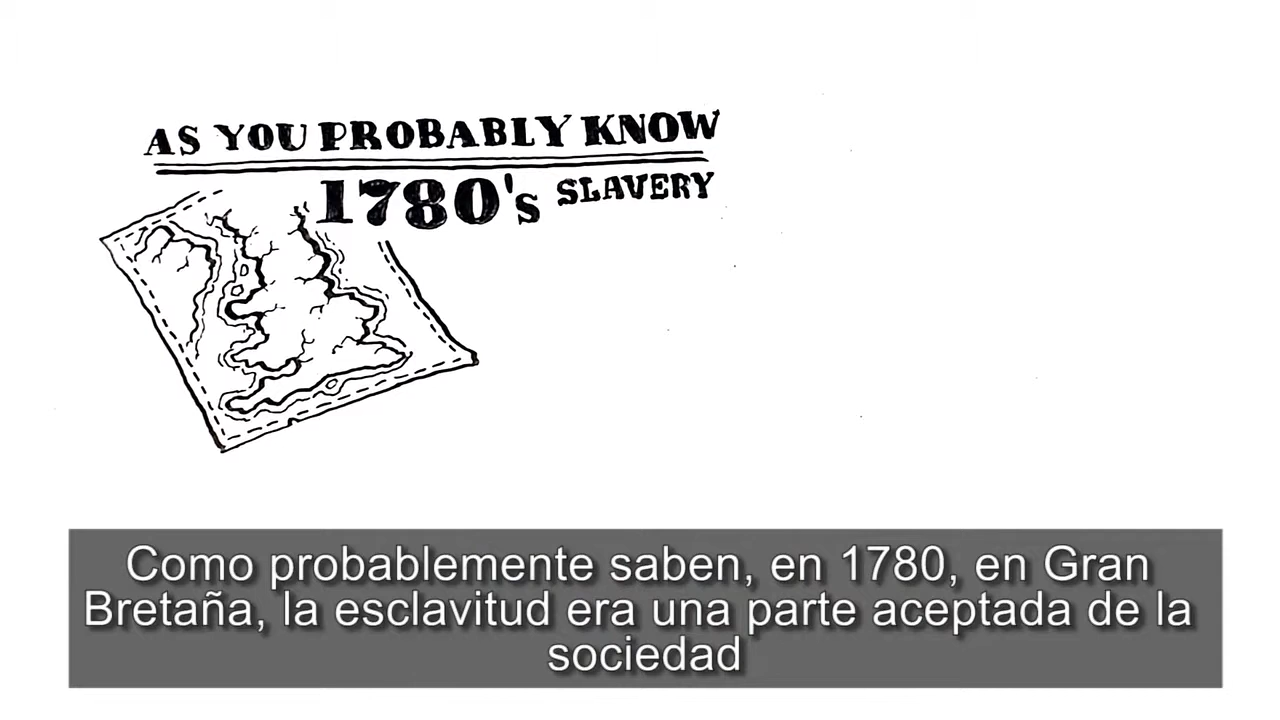 AS YOU PROBABLY KNOW
1780's SLAVERY
Como probablemente saben, en 1780, en Gran
Bretaña, la esclavitud era una parte aceptada de la
sociedad